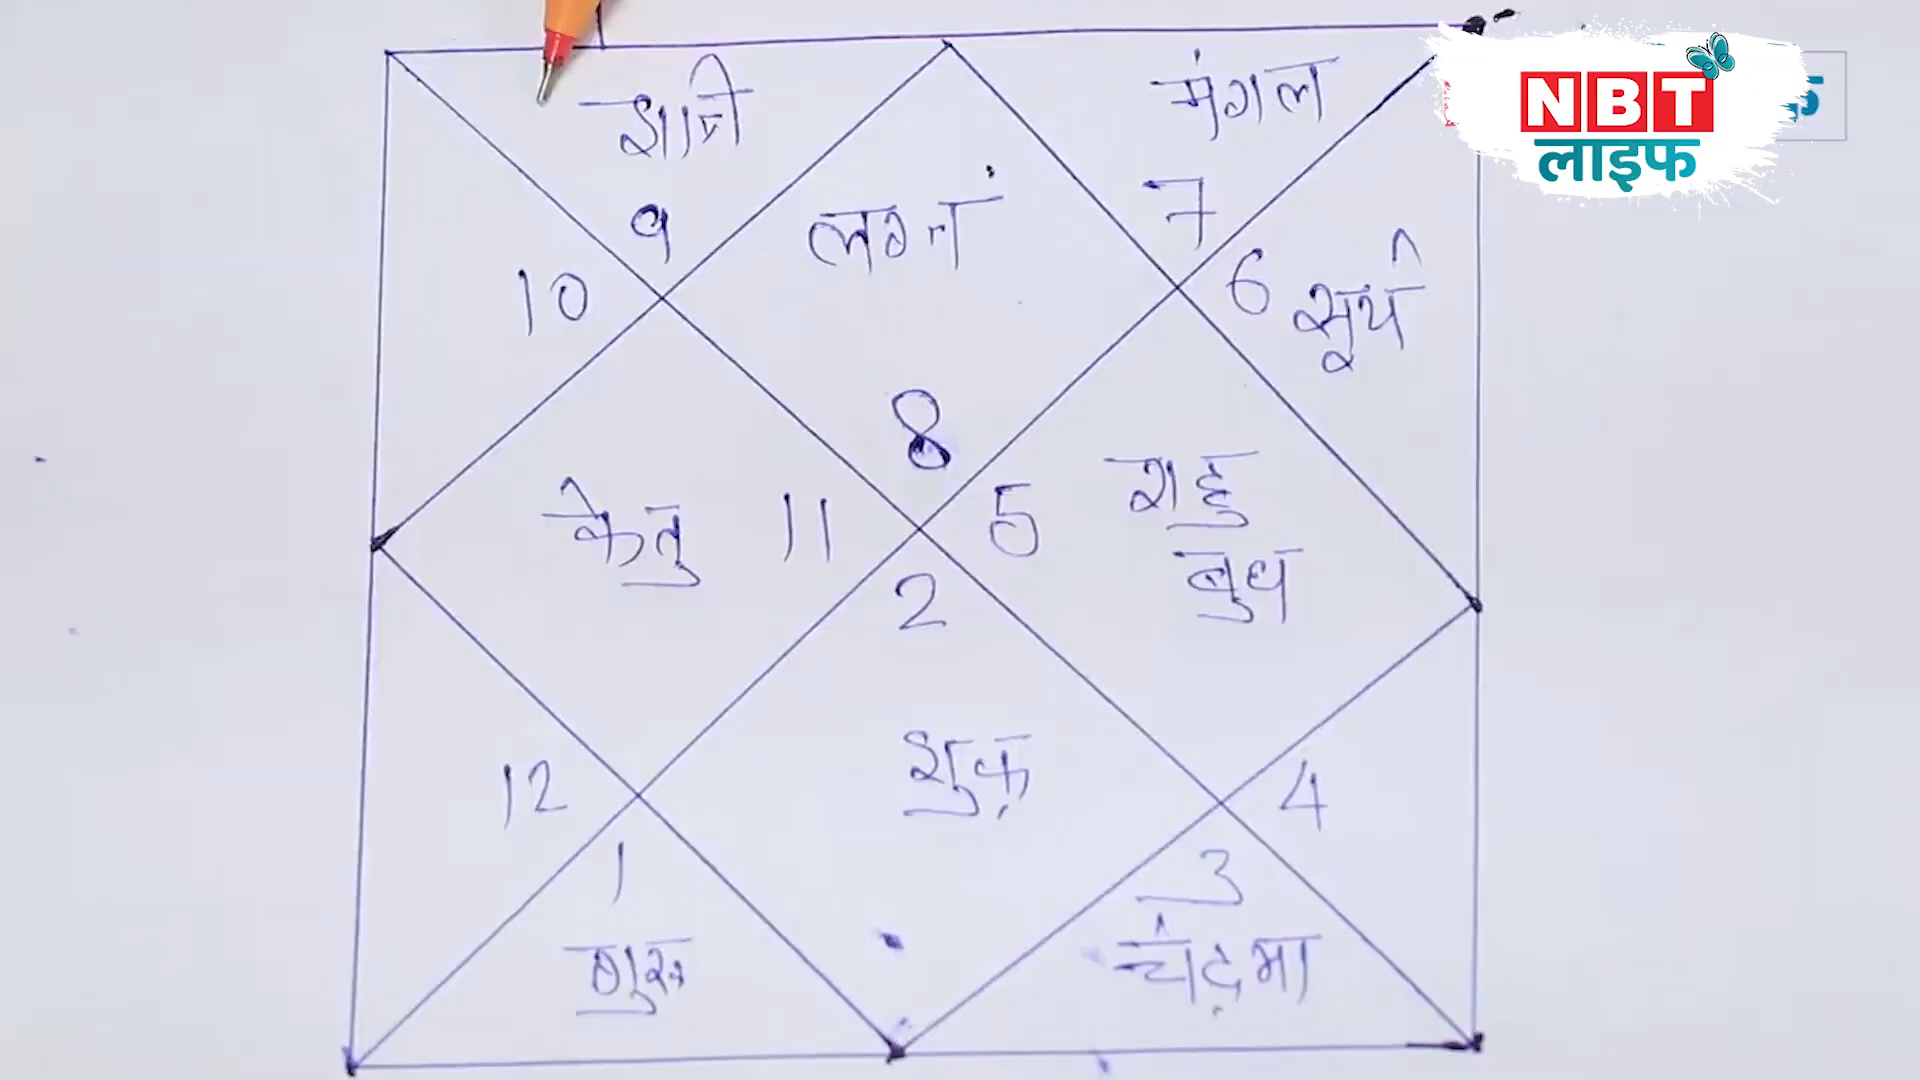 शनि
मंगल
NBT
लाइफ
9
लग्नं
7
10
6
सूर्य
8
केतु
11
5
राहु
बुध
2
शुक्र
12
4
1
3
गुरु
चंद्रमा